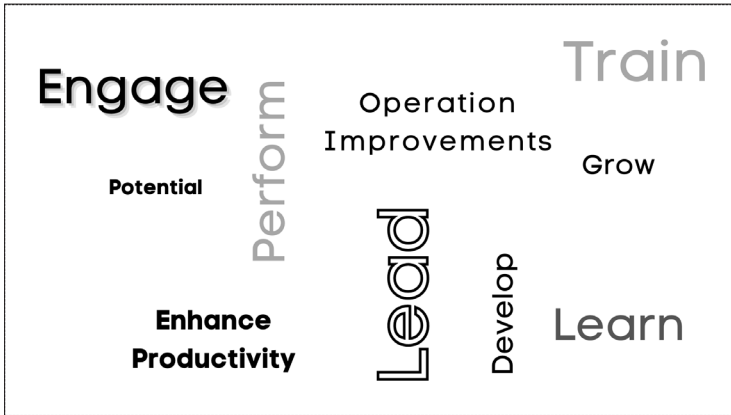 Engage
Perform
Operation
Improvements
Train
Grow
Potential
Enhance
Productivity
Lead
Develop
Learn